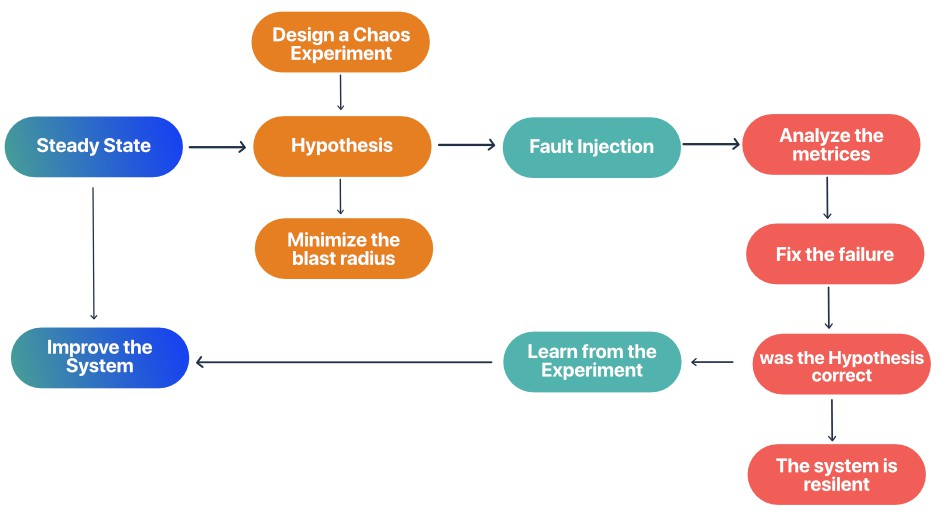 Design a Chaos
Experiment
Steady State
Hypothesis
Fault Injection
Analyze the
metrices
Minimize the
blast radius
Fix the failure
Improve the
System
Learn from the
Experiment
was the Hypothesis
correct
The system is
resilent